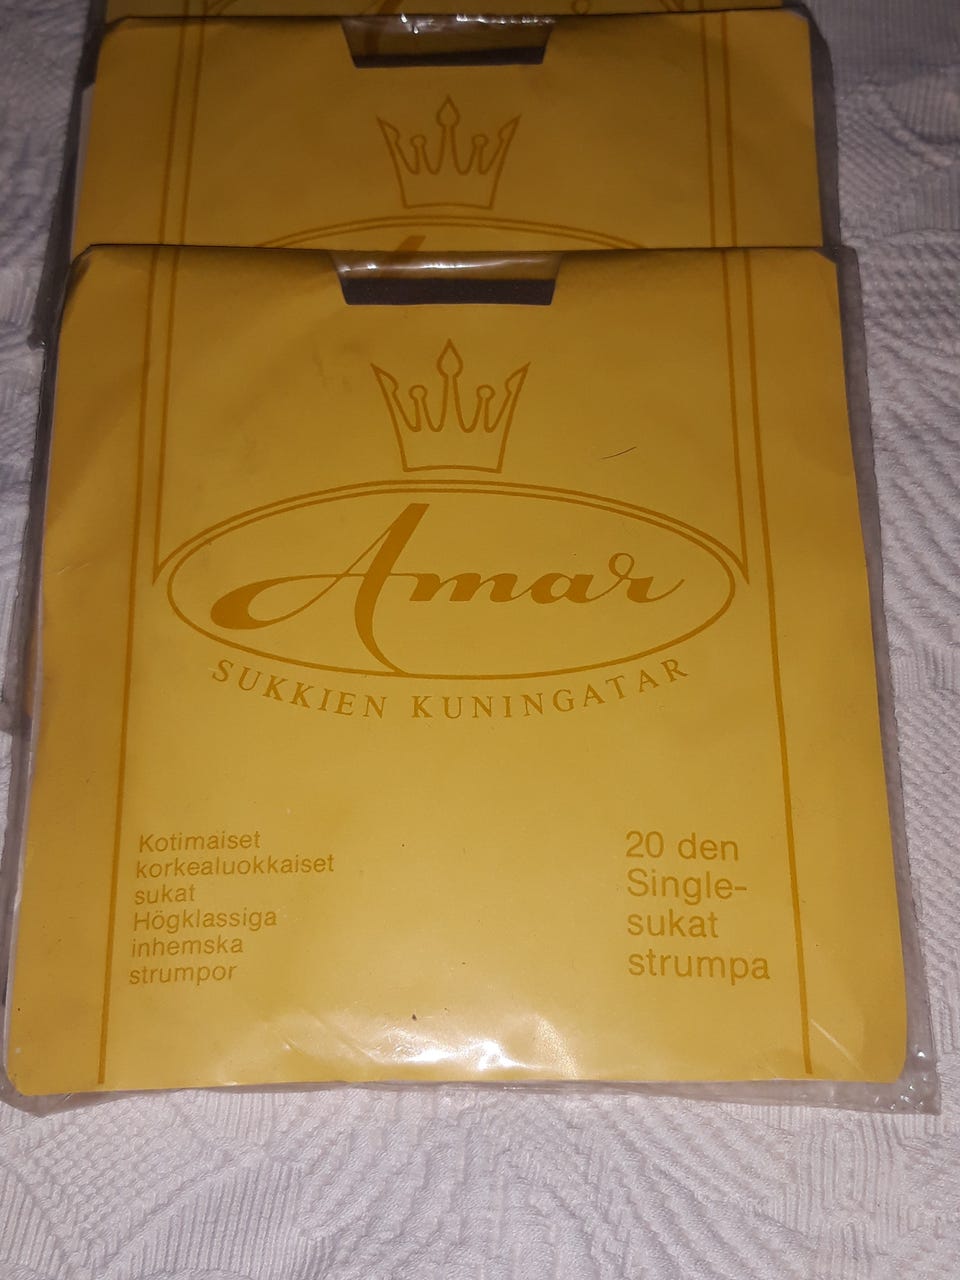 Amar
SUKKIEN KUNINGATAR
Kotimaiset
korkealuokkaiset
sukat
Högklassiga
inhemska
strumpor
20 den
Single-
sukat
strumpa